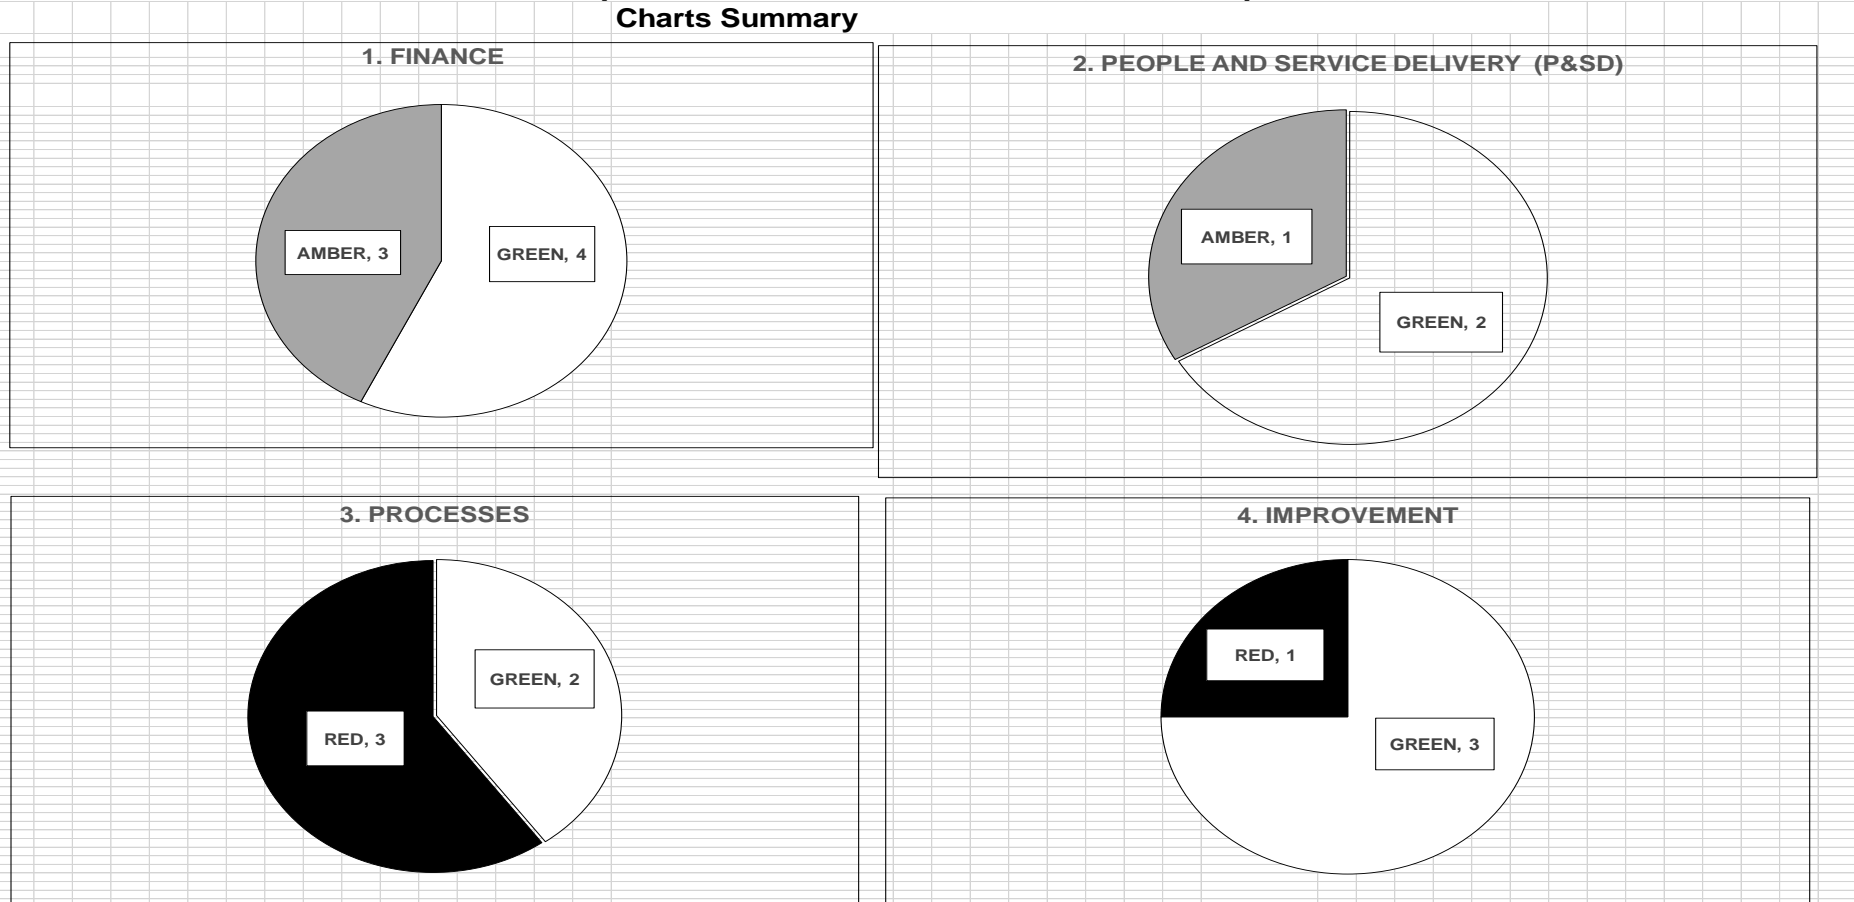 Charts Summary
1. FINANCE
AMBER, 3
GREEN, 4
2. PEOPLE AND SERVICE DELIVERY (P&SD)
AMBER, 1
GREEN, 2
3. PROCESSES
GREEN, 2
RED, 3
4. IMPROVEMENT
RED, 1
GREEN, 3